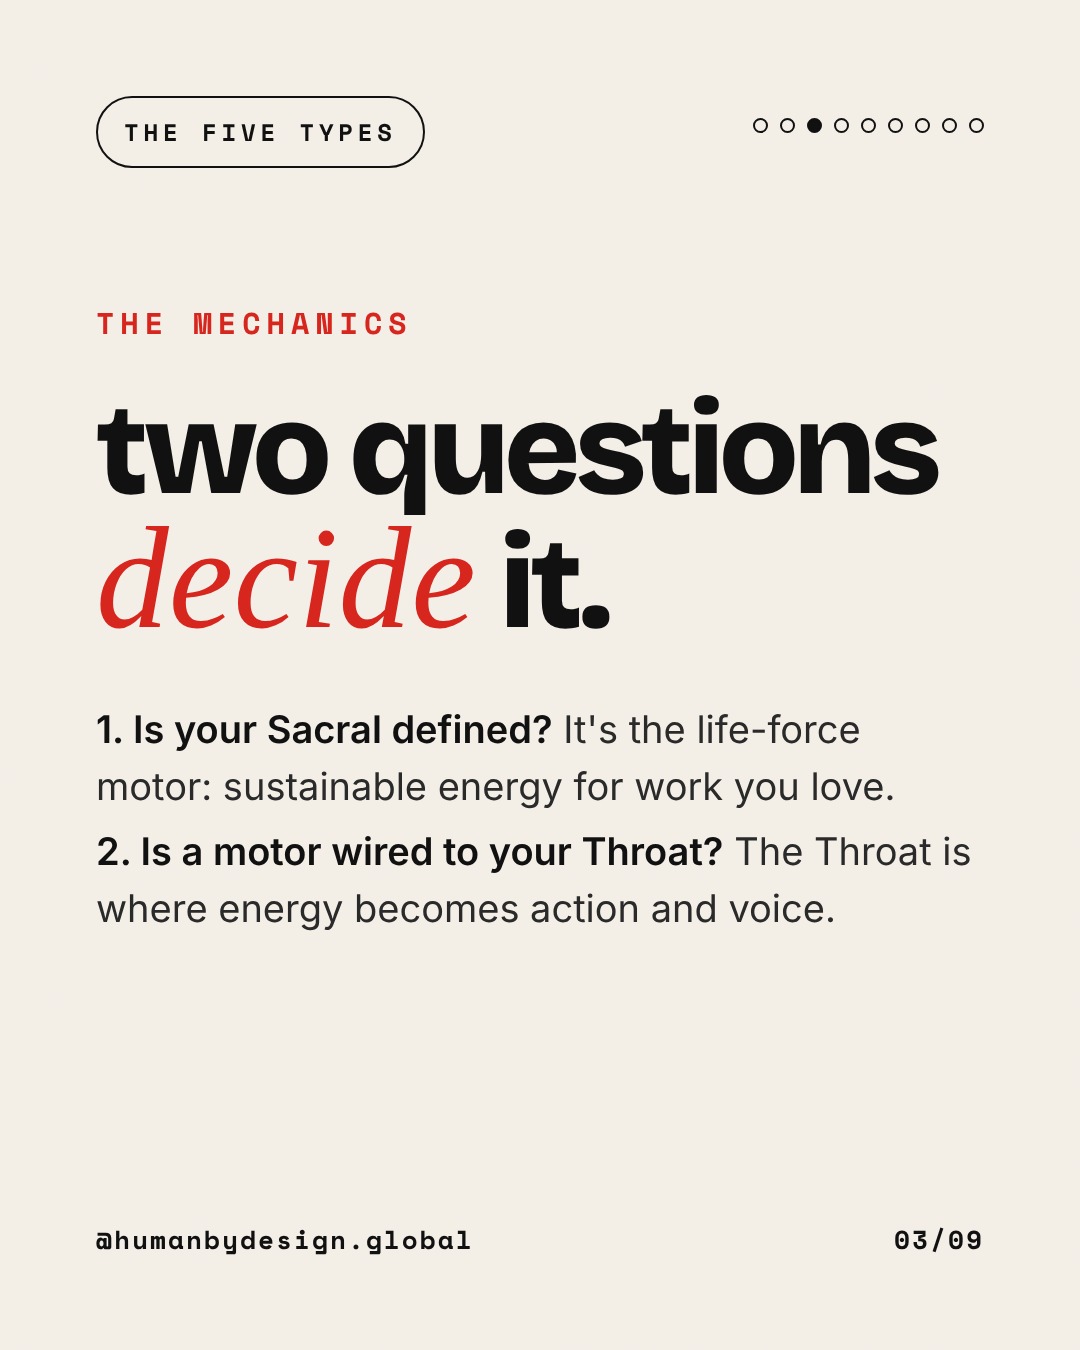 THE FIVE TYPES
THE MECHANICS
two questions
decide it.
1. Is your Sacral defined? It's the life-force
motor: sustainable energy for work you love.
2. Is a motor wired to your Throat? The Throat is
where energy becomes action and voice.
@humanbydesign.global
03/09